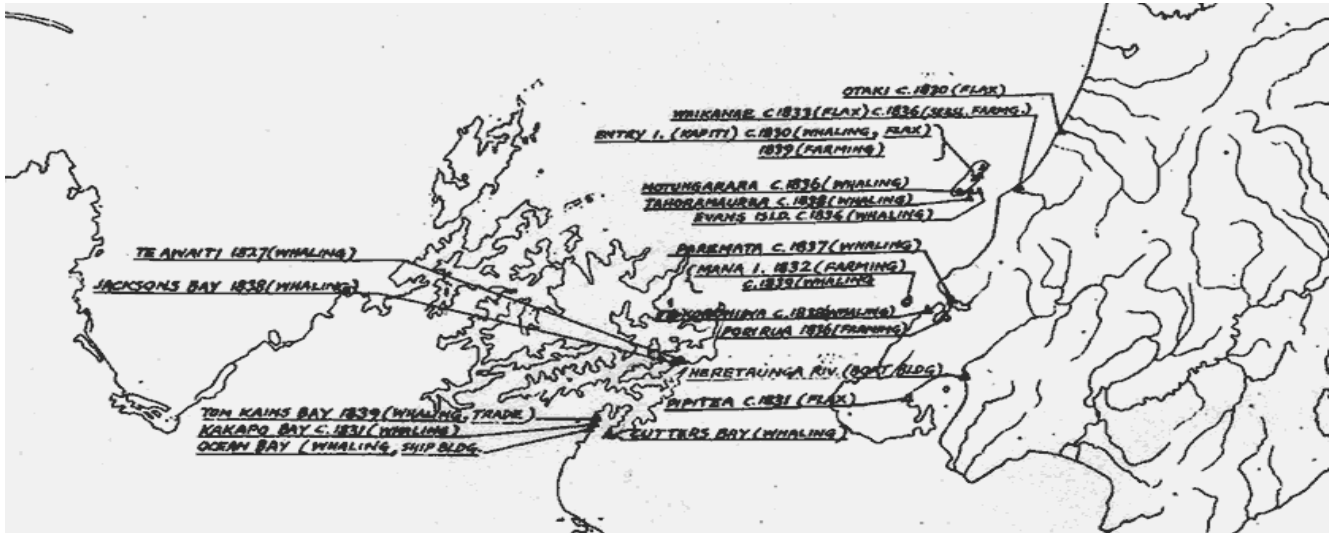 OTAKI C.1830 (FLAX)
WAIKANAE C.1833 (FLAX) C.1836 (SEASL. FARMG.)
ENTRY I. (KAPITI) C.1830 (WHALING, FLAX)
1839 (FARMING)
MOTUNGARARA C.1836 (WHALING)
TAHORAMAUREA C.1838 (WHALING)
EVANS ISLD. C.1836 (WHALING)
TE AWAITI 1827 (WHALING)
PAREMATA C.1837 (WHALING)
(MANA I. 1832 (FARMING)
C.1839 (WHALING
JACKSONS BAY 1838 (WHALING)
(WHALING)
PORIRUA 1836 (FARMING)
HERETAUNGA RIV. (BOAT BLDG)
PIPITEA C.1831 (FLAX)
TOM KAINS BAY 1839 (WHALING, TRADE)
KAKAPO BAY C.1831 (WHALING)
CUTTERS BAY (WHALING)
OCEAN BAY (WHALING, SHIP BLDG